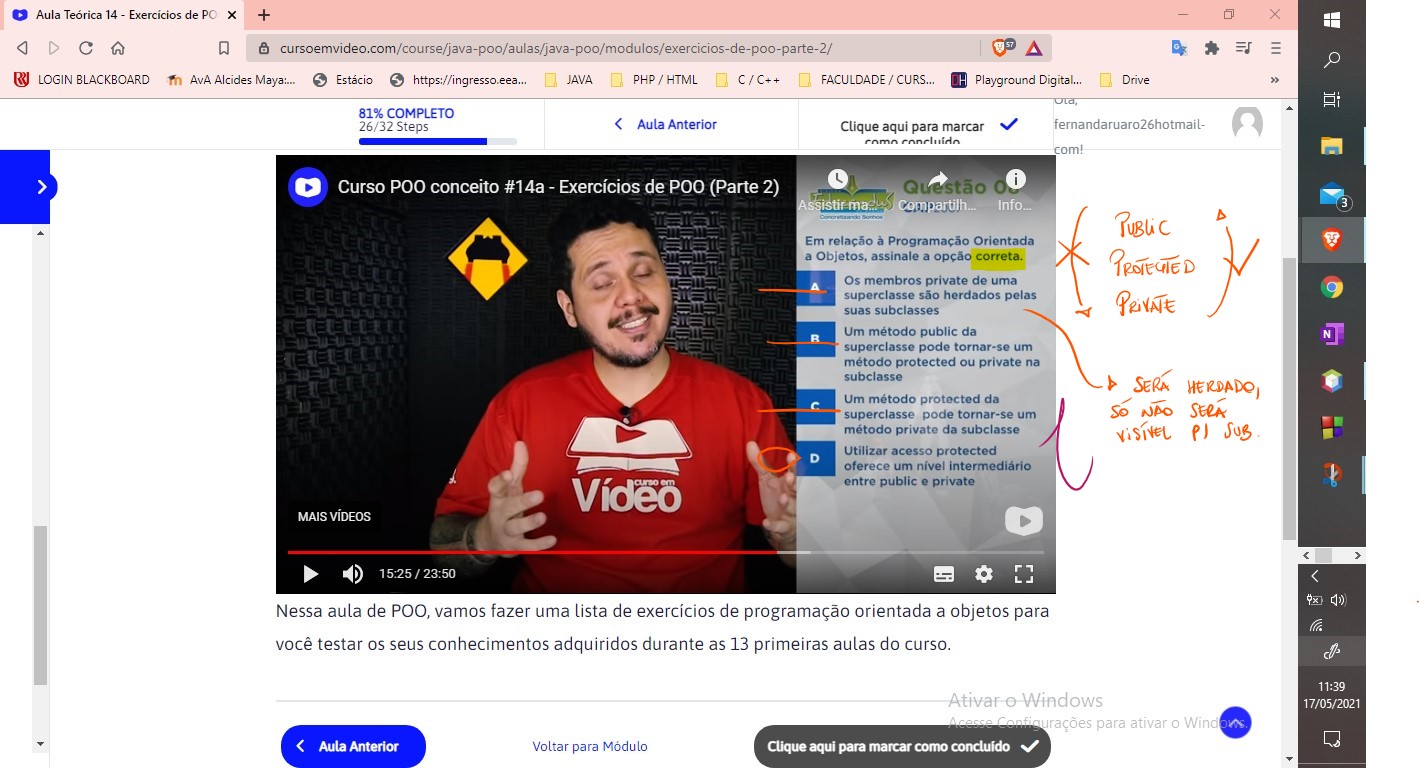 Aula Teórica 14 - Exercícios de PO
cursoemvideo.com/course/java-poo/aulas/java-poo/modulos/exercicios-de-poo-parte-2/
57
LOGIN BLACKBOARD
AvA Alcides Maya:...
Estácio
https://ingresso.eea...
JAVA
PHP / HTML
C / C++
FACULDADE / CURS...
Playground Digital...
Drive
81% COMPLETO
26/32 Steps
Aula Anterior
Clique aqui para marcar
como concluído
Olá,
fernandaruaro26hotmail-
com!
Curso POO conceito #14a - Exercícios de POO (Parte 2)
Assistir ma...
Compartilh...
Info...
Concretizando Sonhos
Questão 06
Em relação à Programação Orientada
a Objetos, assinale a opção correta.
A
Os membros private de uma
superclasse são herdados pelas
suas subclasses
B
Um método public da
superclasse pode tornar-se um
método protected ou private na
subclasse
C
Um método protected da
superclasse pode tornar-se um
método private da subclasse
D
Utilizar acesso protected
oferece um nível intermediário
entre public e private
PUBLIC
PROTECTED
PRIVATE
SERÁ HERDADO,
SÓ NÃO SERÁ
VISÍVEL P/ SUB.
CURSO EM
Vídeo
MAIS VÍDEOS
15:25 / 23:50
Nessa aula de POO, vamos fazer uma lista de exercícios de programação orientada a objetos para
você testar os seus conhecimentos adquiridos durante as 13 primeiras aulas do curso.
Ativar o Windows
Acesse Configurações para ativar o Windows.
Aula Anterior
Voltar para Módulo
Clique aqui para marcar como concluído
3
N
11:39
17/05/2021